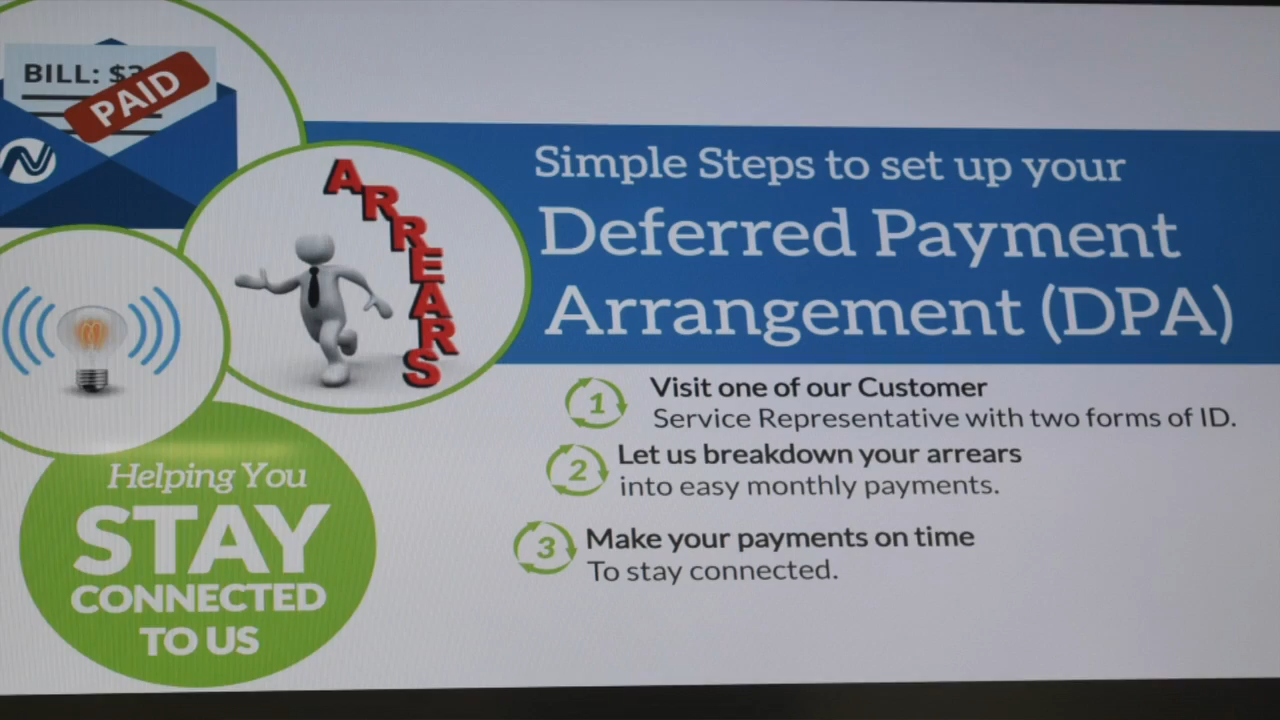 BILL: $
PAID
ARREARS
Simple Steps to set up your
Deferred Payment
Arrangement (DPA)
1 Visit one of our Customer
Service Representative with two forms of ID.
2 Let us breakdown your arrears
into easy monthly payments.
3 Make your payments on time
To stay connected.
Helping You
STAY
CONNECTED
TO US